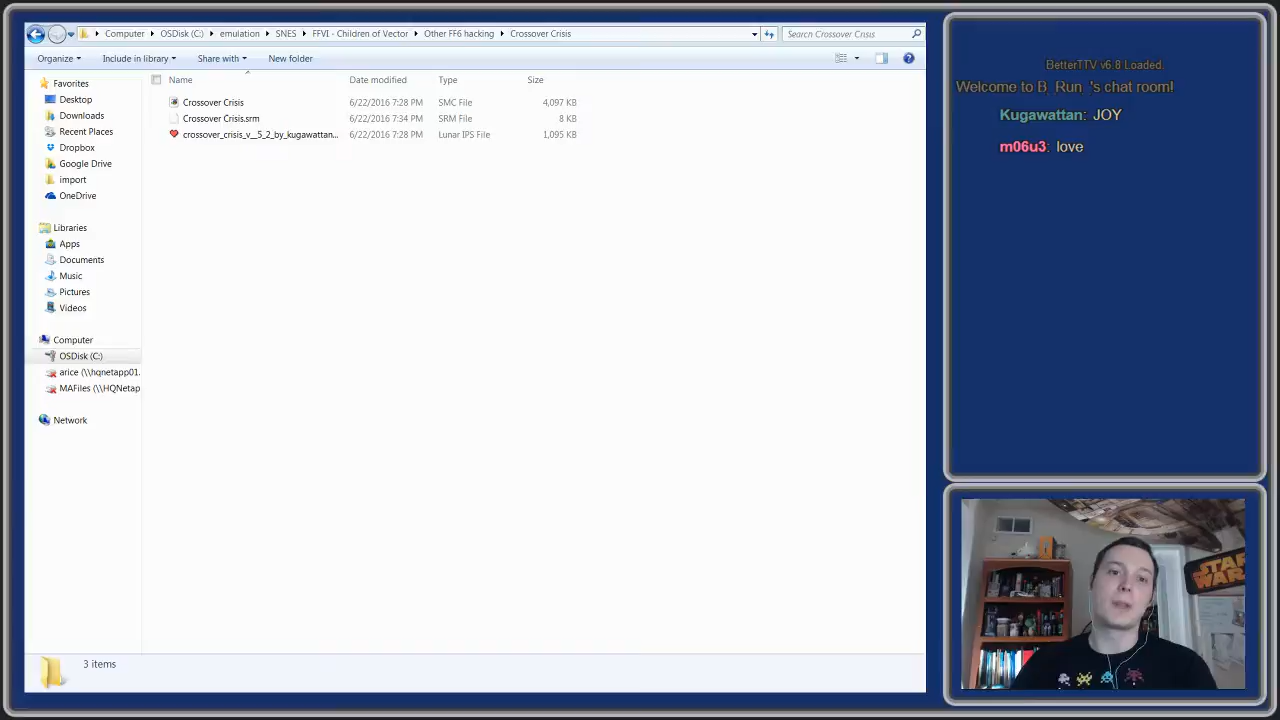 Computer ▸ OSDisk (C:) ▸ emulation ▸ SNES ▸ FFVI - Children of Vector ▸ Other FF6 hacking ▸ Crossover Crisis
Search Crossover Crisis
Organize
Include in library
Share with
New folder
Name
Date modified
Type
Size
Crossover Crisis 6/22/2016 7:28 PM SMC File 4,097 KB
Crossover Crisis.srm 6/22/2016 7:34 PM SRM File 8 KB
crossover_crisis_v__5_2_by_kugawattan... 6/22/2016 7:28 PM Lunar IPS File 1,095 KB
Favorites
Desktop
Downloads
Recent Places
Dropbox
Google Drive
import
OneDrive
Libraries
Apps
Documents
Music
Pictures
Videos
Computer
OSDisk (C:)
arice (\\hqnetapp01.
MAFiles (\\HQNetap
Network
3 items
BetterTTV v6.8 Loaded.
Welcome to B_Run_'s chat room!
Kugawattan: JOY
m06u3: love
STAR
WARS